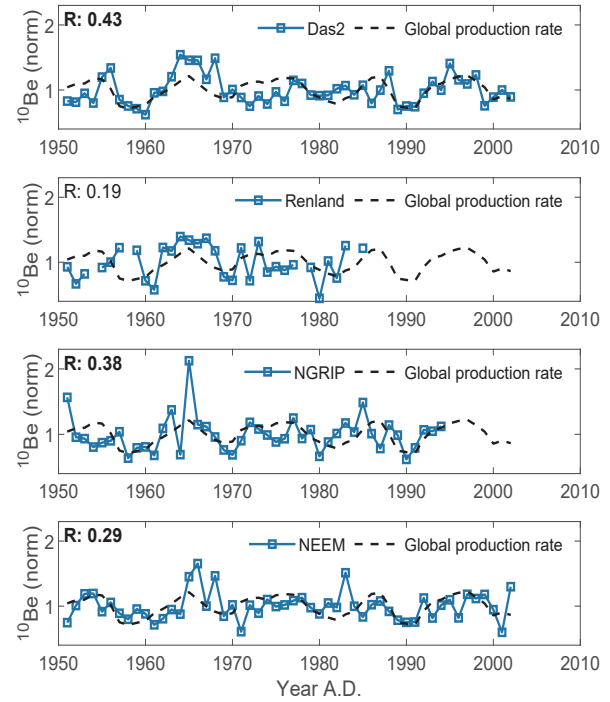 R: 0.43
Das2 Global production rate
¹⁰Be (norm)
2
1
1950 1960 1970 1980 1990 2000 2010
R: 0.19
Renland Global production rate
¹⁰Be (norm)
2
1
1950 1960 1970 1980 1990 2000 2010
R: 0.38
NGRIP Global production rate
¹⁰Be (norm)
2
1
1950 1960 1970 1980 1990 2000 2010
R: 0.29
NEEM Global production rate
¹⁰Be (norm)
2
1
1950 1960 1970 1980 1990 2000 2010
Year A.D.